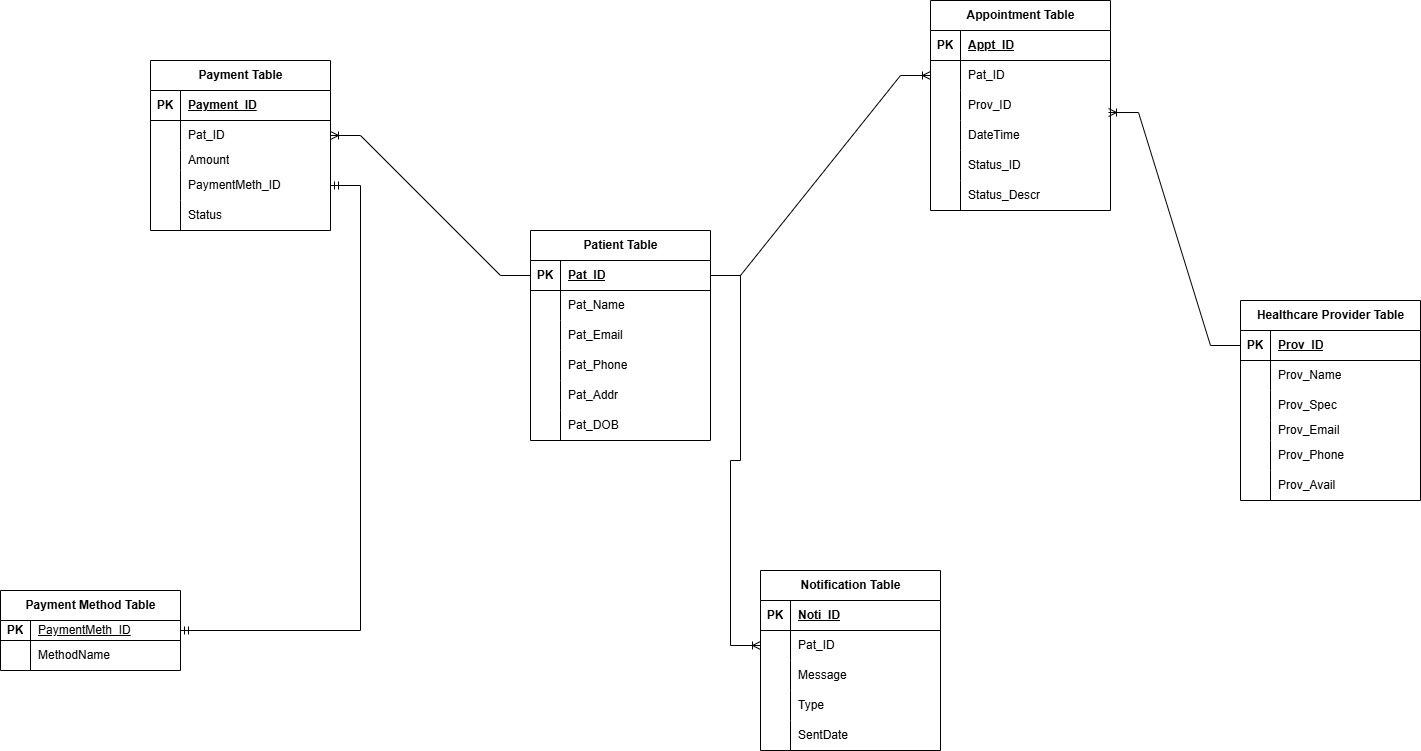 Appointment Table
PK Appt_ID
Pat_ID
Prov_ID
DateTime
Status_ID
Status_Descr
Payment Table
PK Payment_ID
Pat_ID
Amount
PaymentMeth_ID
Status
Patient Table
PK Pat_ID
Pat_Name
Pat_Email
Pat_Phone
Pat_Addr
Pat_DOB
Healthcare Provider Table
PK Prov_ID
Prov_Name
Prov_Spec
Prov_Email
Prov_Phone
Prov_Avail
Payment Method Table
PK PaymentMeth_ID
MethodName
Notification Table
PK Noti_ID
Pat_ID
Message
Type
SentDate